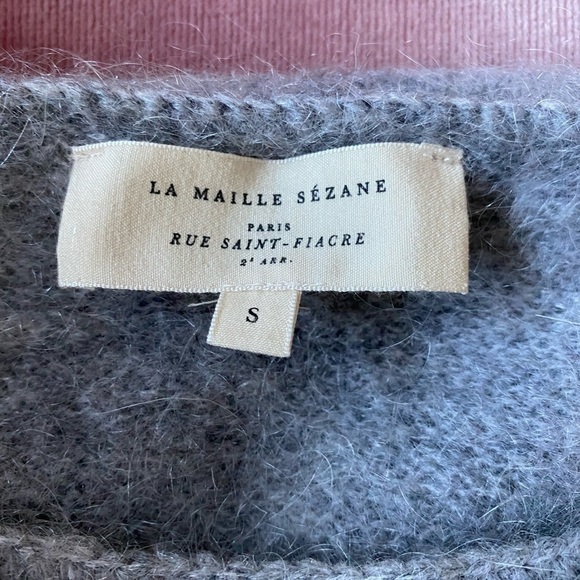 LA MAILLE SÉZANE
PARIS
RUE SAINT-FIACRE
2ᵉ ARR.
S